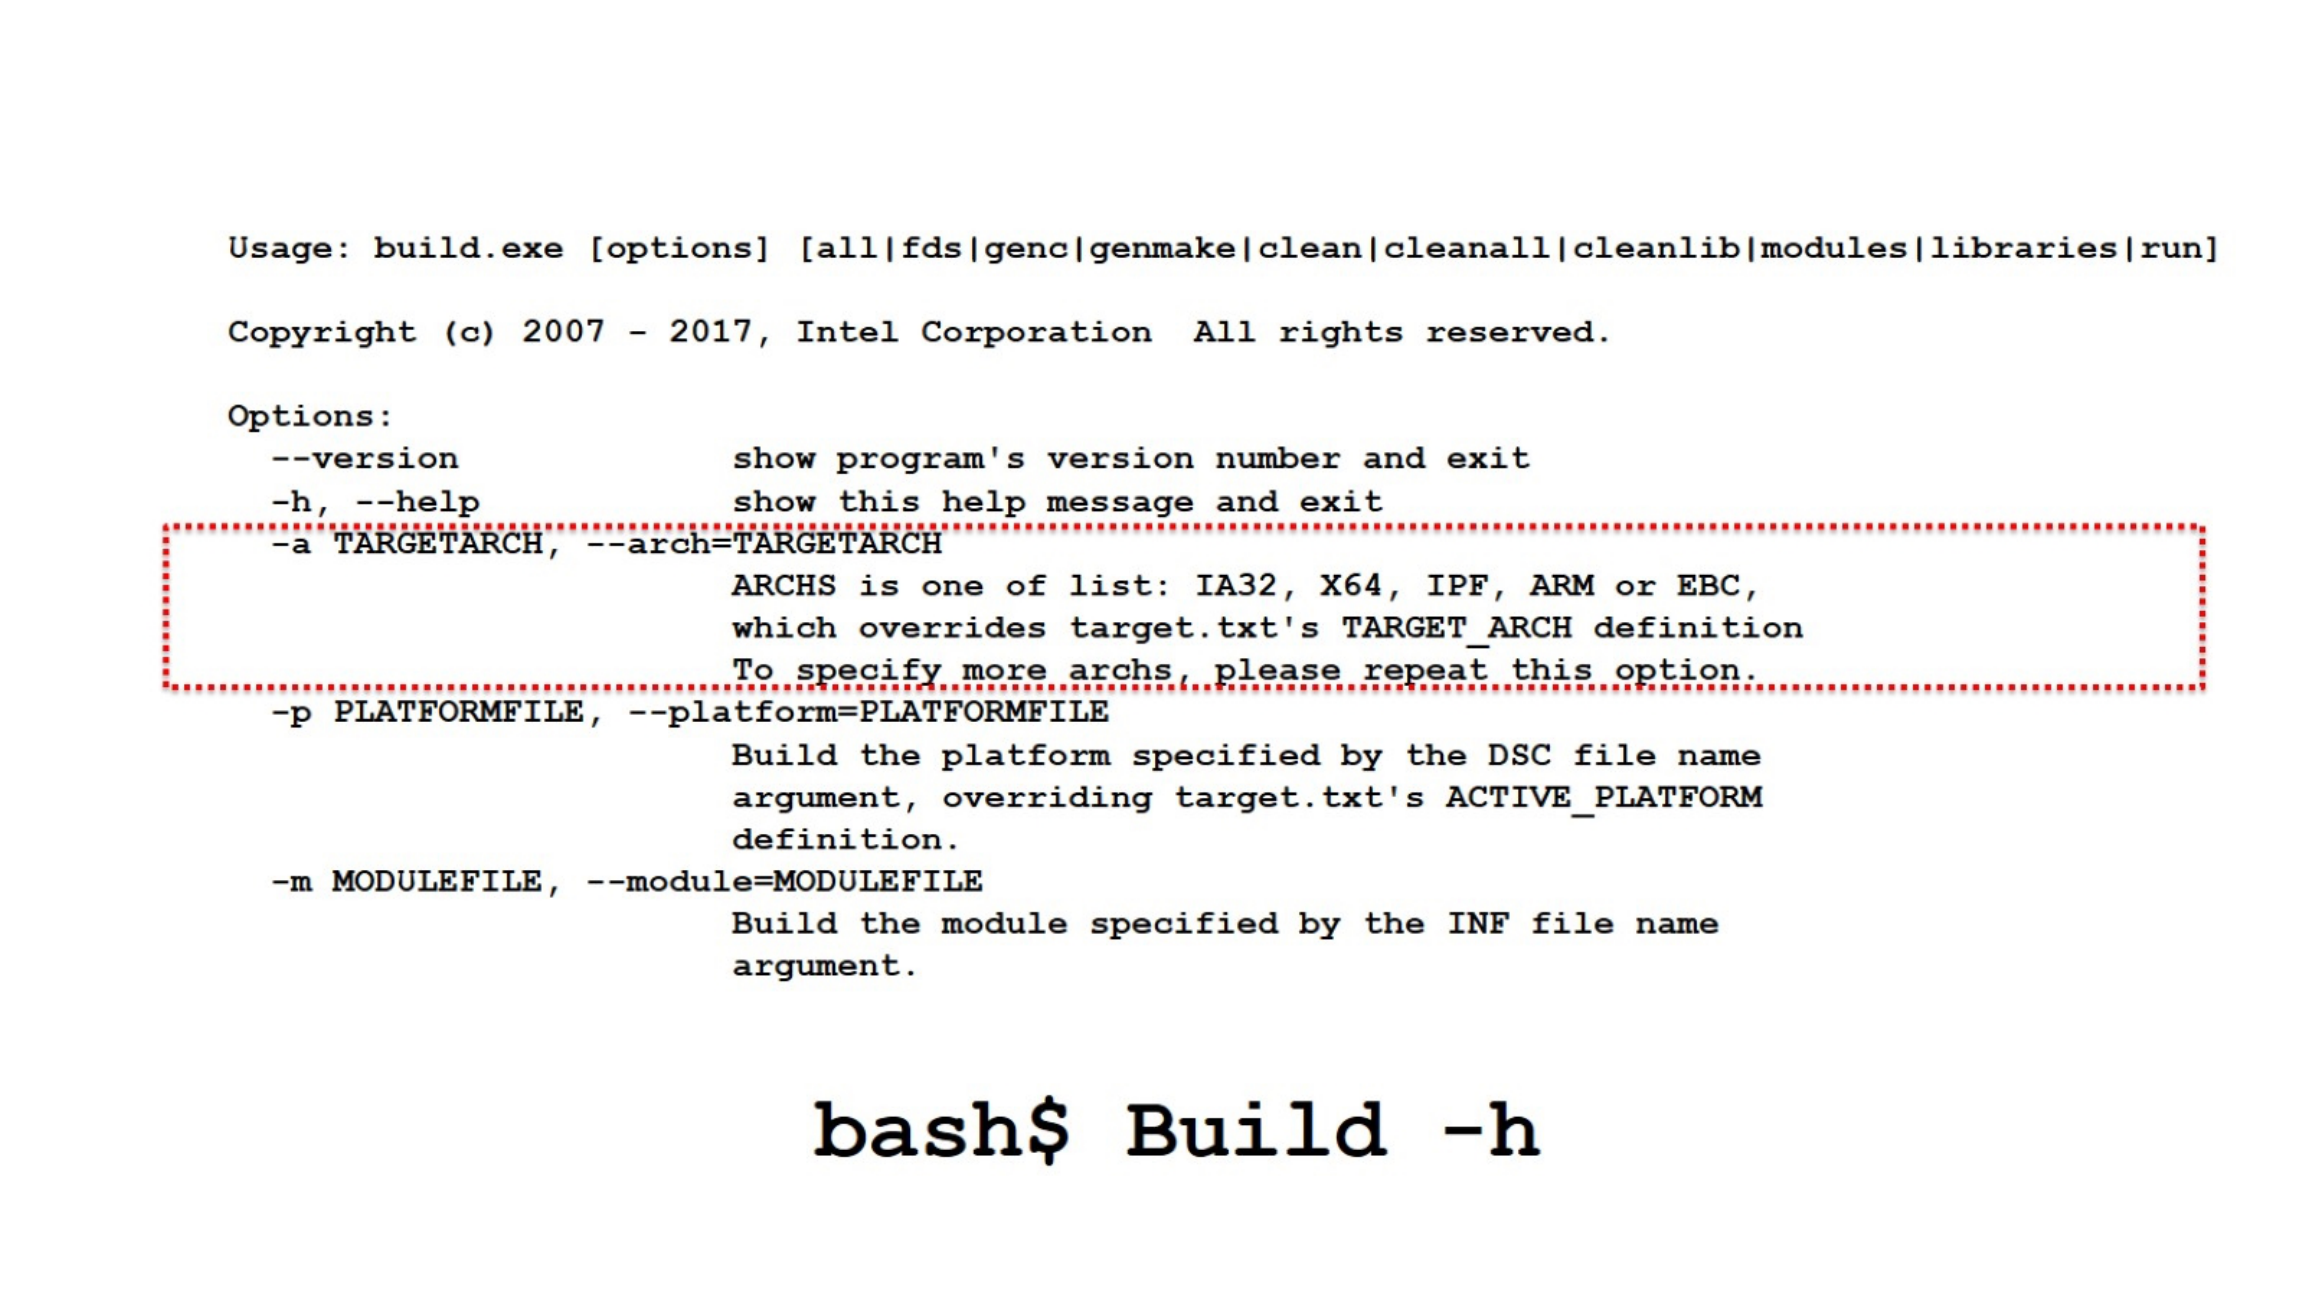 Usage: build.exe [options] [all|fds|genc|genmake|clean|cleanall|cleanlib|modules|libraries|run]
Copyright (c) 2007 - 2017, Intel Corporation  All rights reserved.
Options:
  --version             show program's version number and exit
  -h, --help            show this help message and exit
  -a TARGETARCH, --arch=TARGETARCH
                        ARCHS is one of list: IA32, X64, IPF, ARM or EBC,
                        which overrides target.txt's TARGET_ARCH definition
                        To specify more archs, please repeat this option.
  -p PLATFORMFILE, --platform=PLATFORMFILE
                        Build the platform specified by the DSC file name
                        argument, overriding target.txt's ACTIVE_PLATFORM
                        definition.
  -m MODULEFILE, --module=MODULEFILE
                        Build the module specified by the INF file name
                        argument.
bash$ Build -h